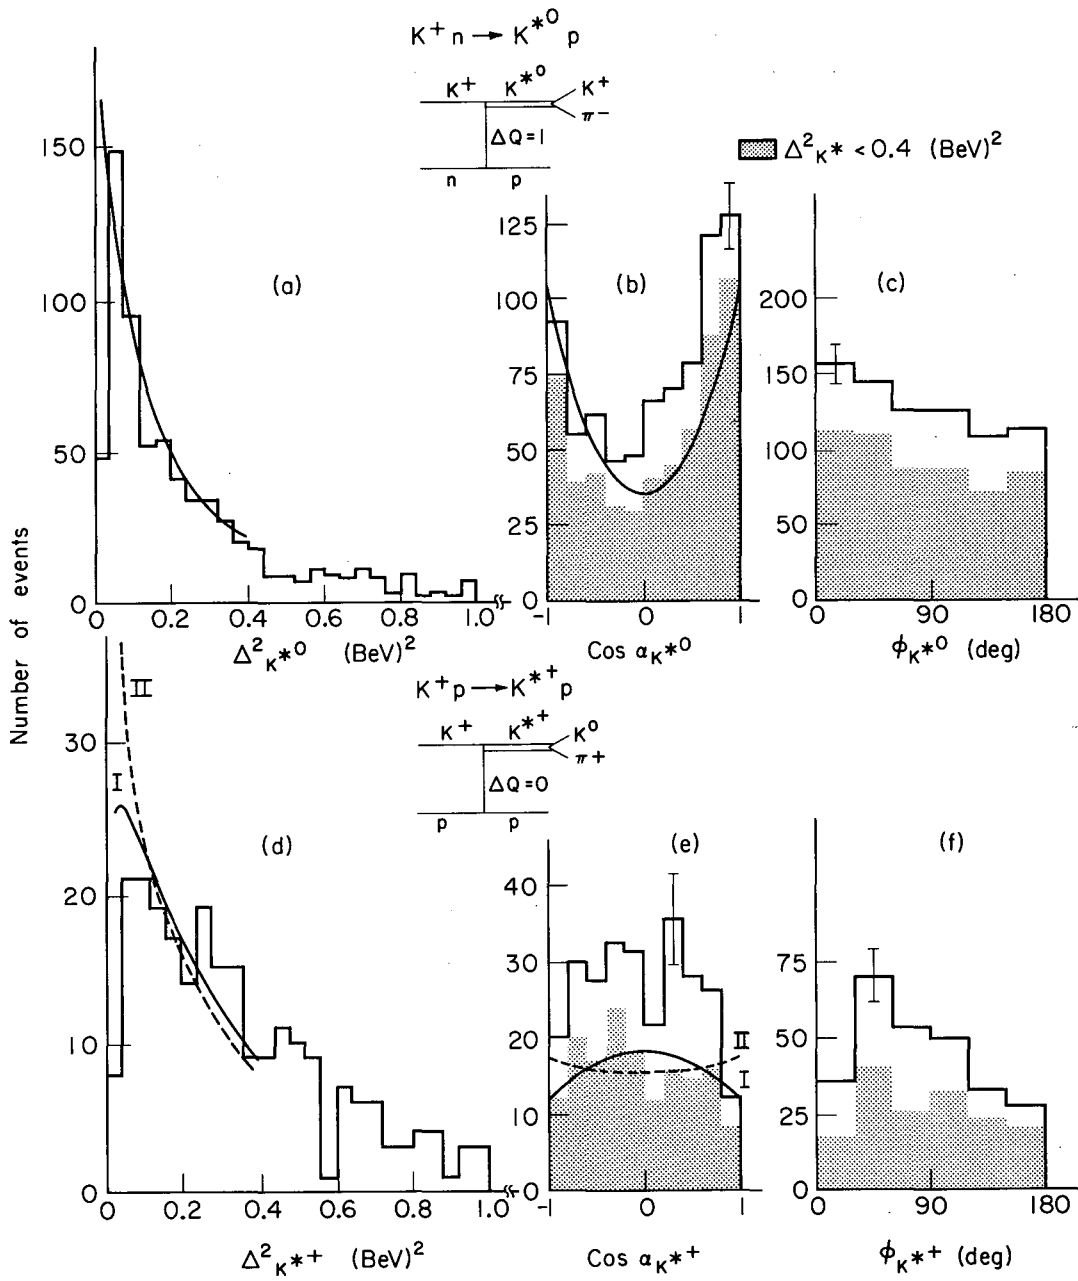 K⁺ n → K*⁰ p
K⁺ K*⁰ K⁺
π⁻
ΔQ = 1
n p
Δ²K* < 0.4 (BeV)²
Number of events
150
100
50
0
(a)
0 0.2 0.4 0.6 0.8 1.0
Δ²K*⁰ (BeV)²
125
100
75
50
25
0
(b)
-1 0 1
Cos αK*⁰
200
150
100
50
0
(c)
0 90 180
ϕK*⁰ (deg)
K⁺ p → K*⁺ p
K⁺ K*⁺ K⁰
π+
ΔQ = 0
p p
30
20
10
0
II
I
(d)
0 0.2 0.4 0.6 0.8 1.0
Δ²K*⁺ (BeV)²
40
30
20
10
0
(e)
II
I
-1 0 1
Cos αK*⁺
75
50
25
0
(f)
0 90 180
ϕK*⁺ (deg)